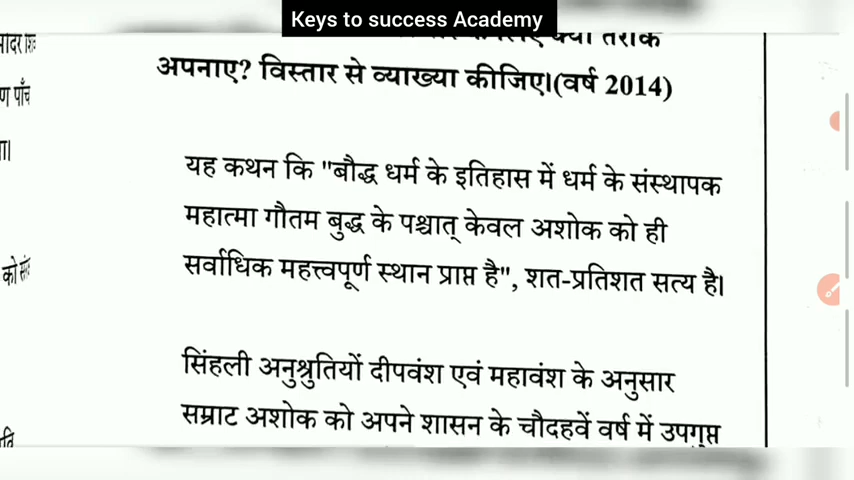 Keys to success Academy
अपनाए? विस्तार से व्याख्या कीजिए।(वर्ष 2014)
ण पाँच
यह कथन कि "बौद्ध धर्म के इतिहास में धर्म के संस्थापक
महात्मा गौतम बुद्ध के पश्चात् केवल अशोक को ही
को
सर्वाधिक महत्त्वपूर्ण स्थान प्राप्त है", शत-प्रतिशत सत्य है।
सिंहली अनुश्रुतियों दीपवंश एवं महावंश के अनुसार
सम्राट अशोक को अपने शासन के चौदहवें वर्ष में उपगुप्त